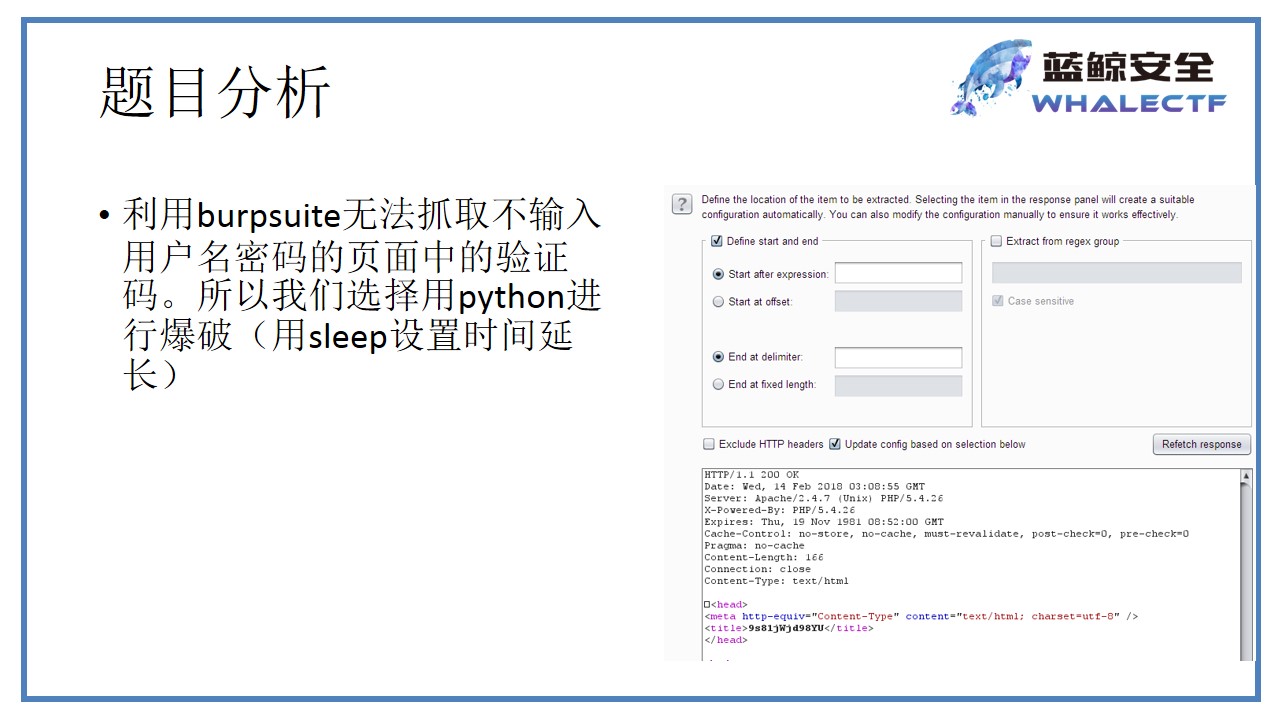 题目分析
蓝鲸安全
WHALECTF
• 利用burpsuite无法抓取不输入
用户名密码的页面中的验证
码。所以我们选择用python进
行爆破（用sleep设置时间延
长）
? Define the location of the item to be extracted. Selecting the item in the response panel will create a suitable
configuration automatically. You can also modify the configuration manually to ensure it works effectively.
Define start and end
Start after expression:
Start at offset:
End at delimiter:
End at fixed length:
Extract from regex group
Case sensitive
Exclude HTTP headers
Update config based on selection below
Refetch response
HTTP/1.1 200 OK
Date: Wed, 14 Feb 2018 03:08:55 GMT
Server: Apache/2.4.7 (Unix) PHP/5.4.26
X-Powered-By: PHP/5.4.26
Expires: Thu, 19 Nov 1981 08:52:00 GMT
Cache-Control: no-store, no-cache, must-revalidate, post-check=0, pre-check=0
Pragma: no-cache
Content-Length: 166
Connection: close
Content-Type: text/html
<head>
<meta http-equiv="Content-Type" content="text/html; charset=utf-8" />
<title>9s81jWjd98YU</title>
</head>